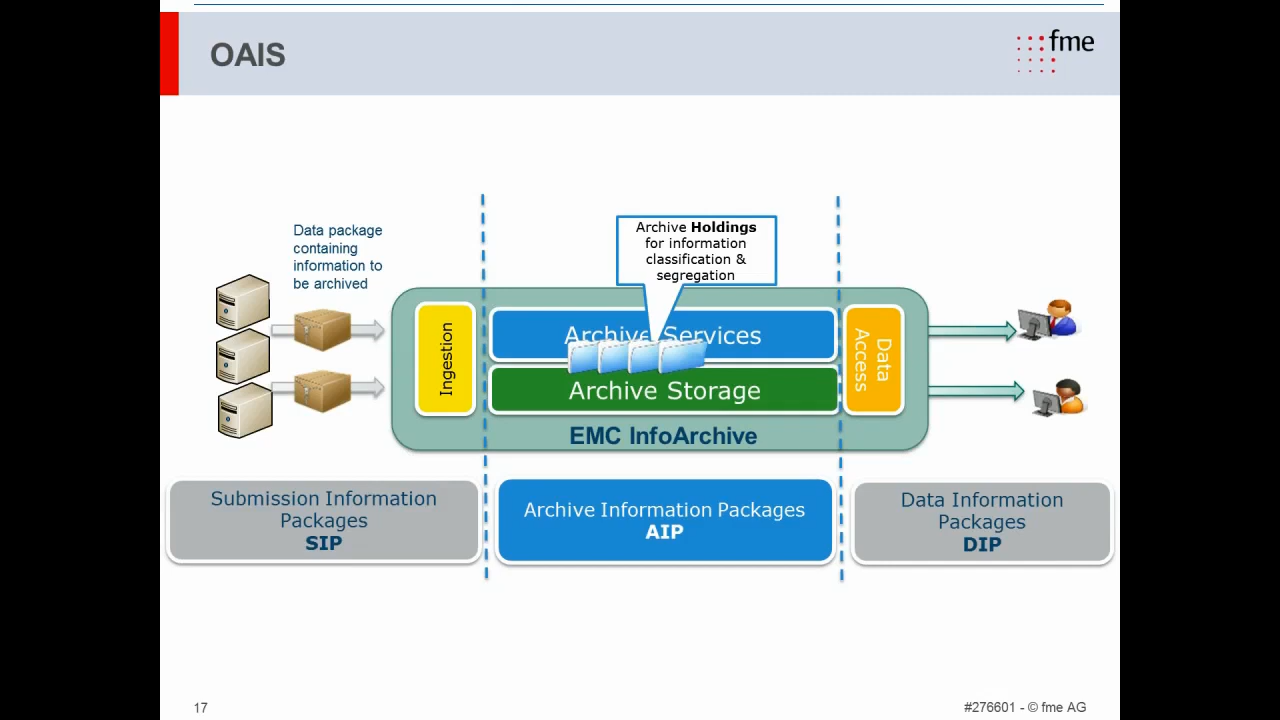 OAIS
fme
Data package
containing
information to
be archived
Archive Holdings
for information
classification &
segregation
Ingestion
Archive Services
Archive Storage
Data
Access
EMC InfoArchive
Submission Information
Packages
SIP
Archive Information Packages
AIP
Data Information
Packages
DIP
17
#276601 - © fme AG